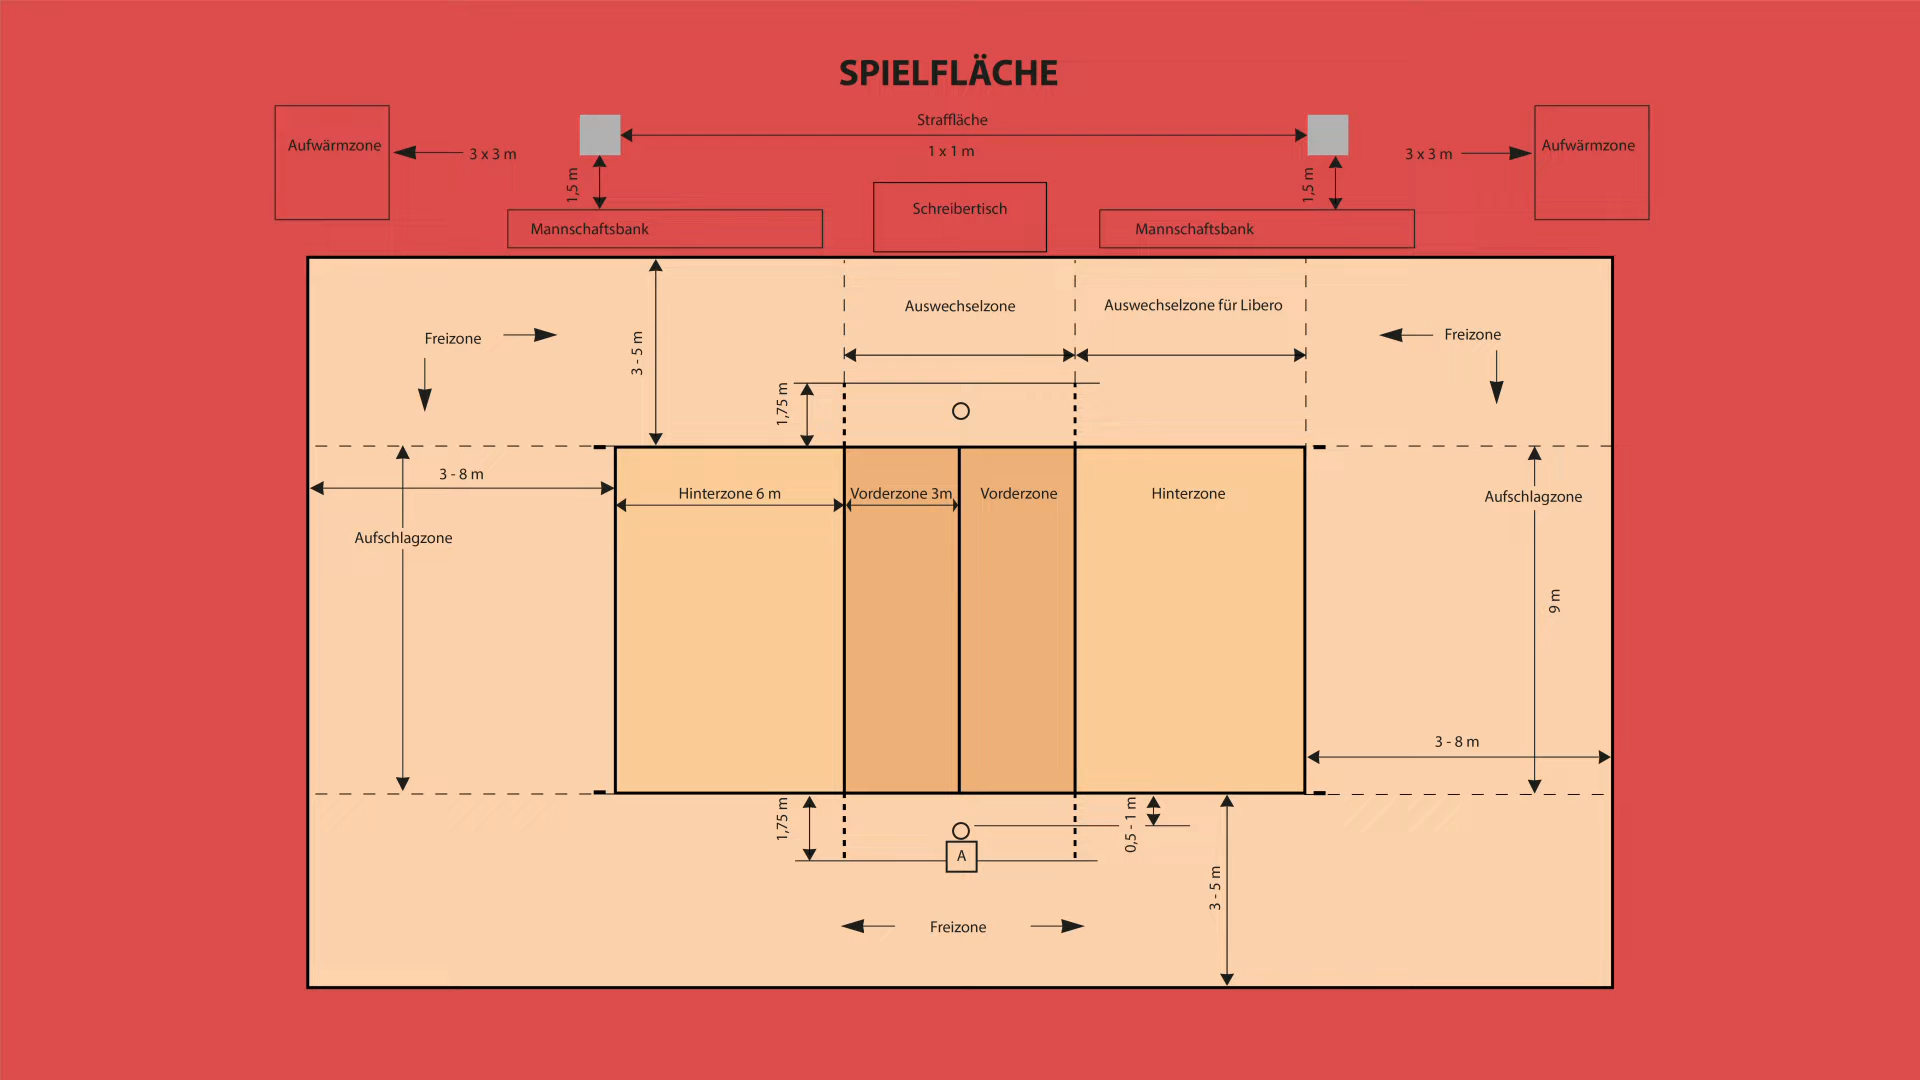 SPIELFLÄCHE
Straffläche
1 x 1 m
Aufwärmzone
3 x 3 m
3 x 3 m
Aufwärmzone
1,5 m
1,5 m
Schreibertisch
Mannschaftsbank
Mannschaftsbank
Auswechselzone
Auswechselzone für Libero
Freizone
3 - 5 m
Freizone
1,75 m
3 - 8 m
Hinterzone 6 m
Vorderzone 3m
Vorderzone
Hinterzone
Aufschlagzone
Aufschlagzone
9 m
3 - 8 m
1,75 m
0,5 - 1 m
A
3 - 5 m
Freizone